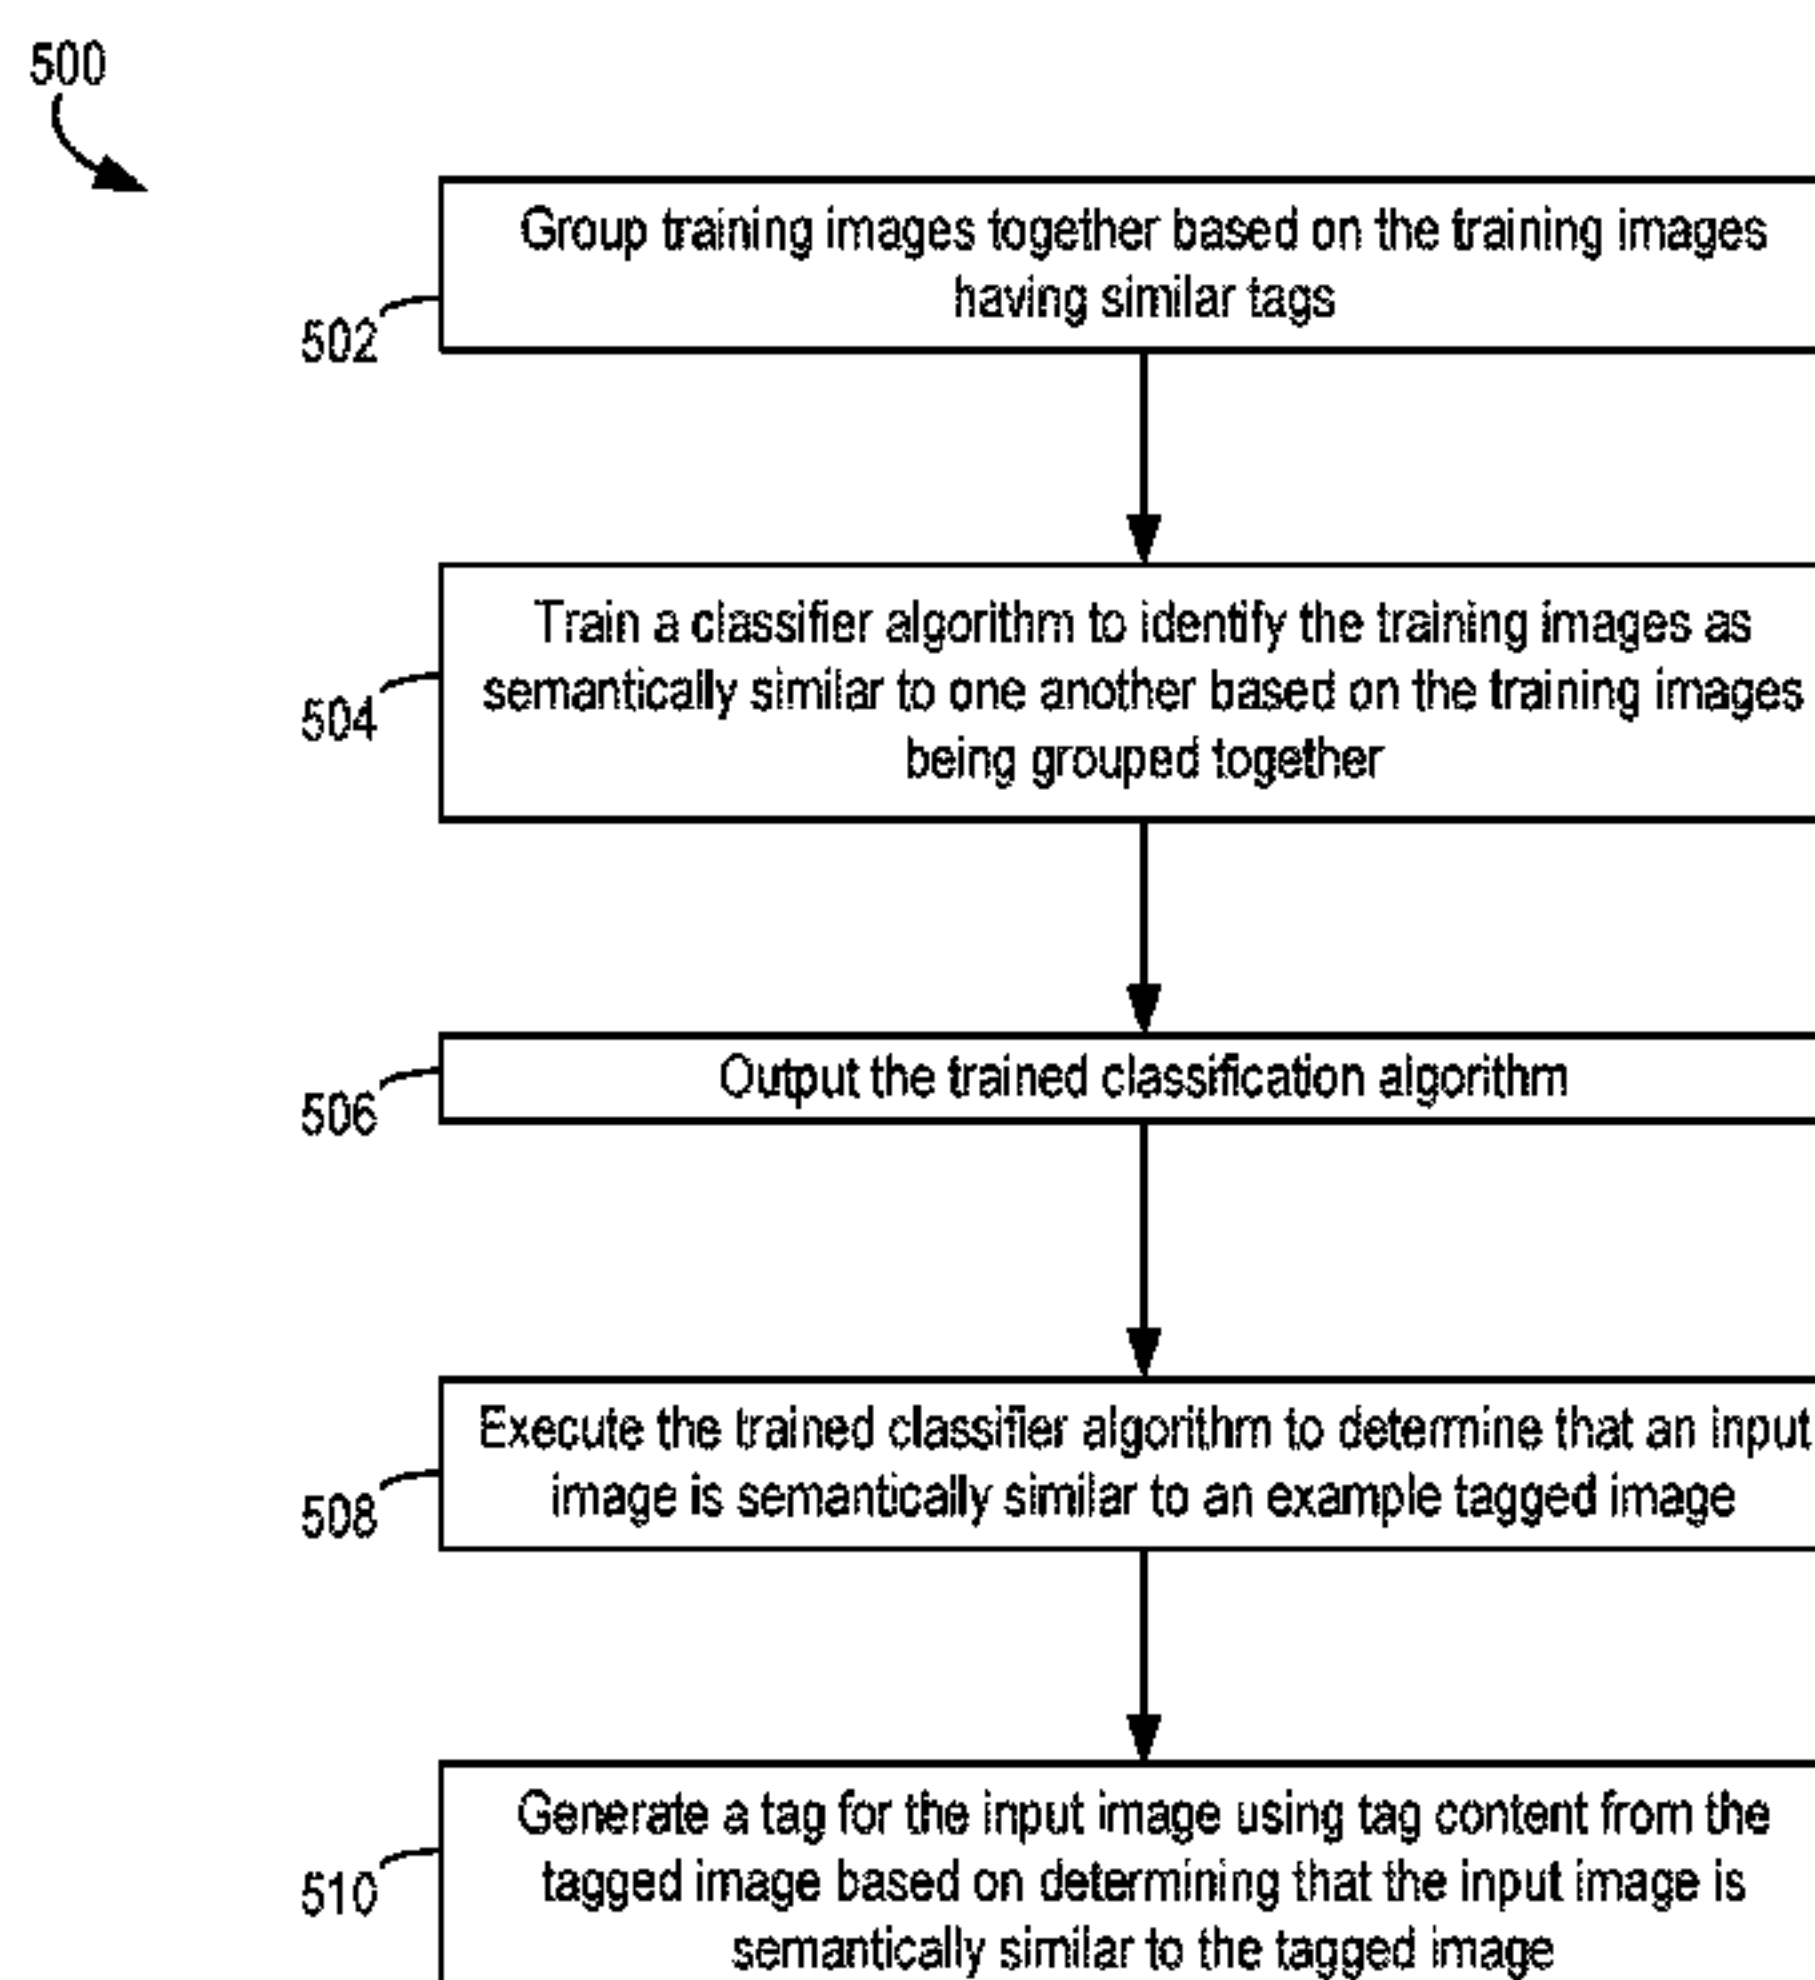 500
Group training images together based on the training images
having similar tags
502
Train a classifier algorithm to identify the training images as
semantically similar to one another based on the training images
being grouped together
504
Output the trained classification algorithm
506
Execute the trained classifier algorithm to determine that an input
image is semantically similar to an example tagged image
508
Generate a tag for the input image using tag content from the
tagged image based on determining that the input image is
semantically similar to the tagged image
510